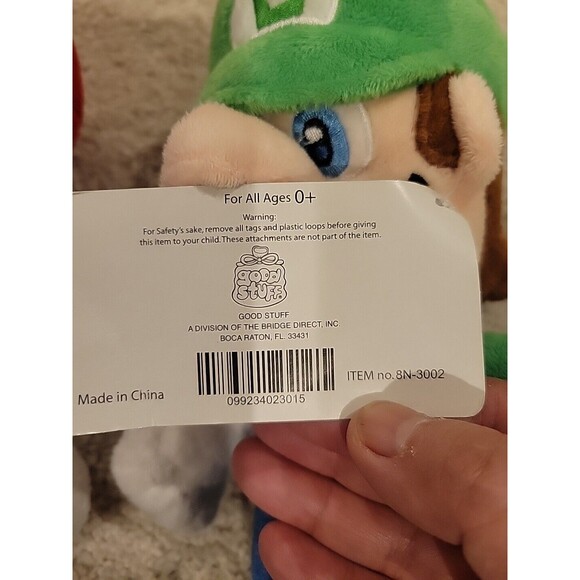 L
For All Ages 0+
Warning:
For Safety's sake, remove all tags and plastic loops before giving
this item to your child. These attachments are not part of the item.
GOOD
STUFF
GOOD STUFF
A DIVISION OF THE BRIDGE DIRECT, INC.
BOCA RATON, FL 33431
099234023015
ITEM no. 8N-3002
Made in China